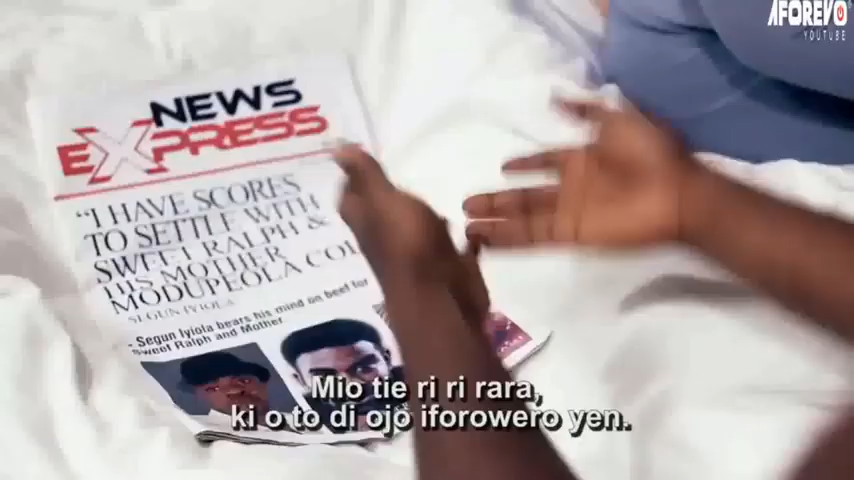 AFOREVO
YOUTUBE
NEWS
EXPRESS
"I HAVE SCORES
TO SETTLE WITH
SWEET RALPH &
HIS MOTHER
MODUPEOLA COL
SEGUN IYIOLA
- Segun Iyiola bears his mind on beef for
Sweet Ralph and Mother
Mio tie ri ri rara,
ki o to di ojo iforowero yen.